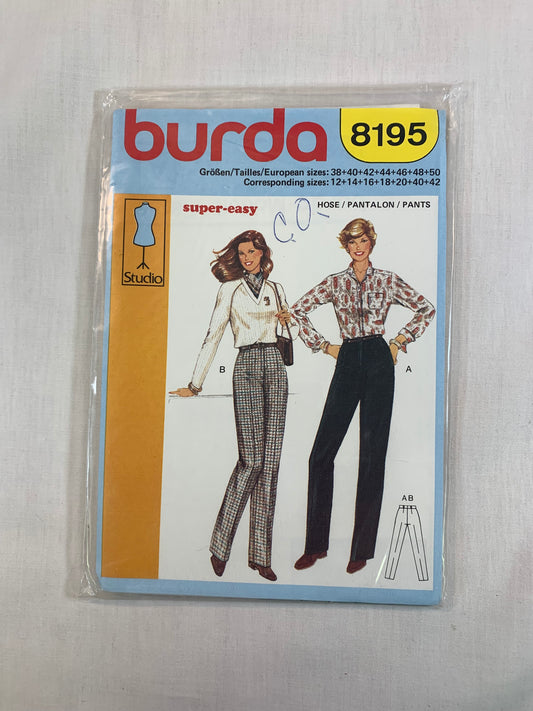 burda
8195
Größen/Tailles/European sizes: 38+40+42+44+46+48+50
Corresponding sizes: 12+14+16+18+20+40+42
super-easy
C.O.
HOSE / PANTALON / PANTS
Studio
B
A
AB